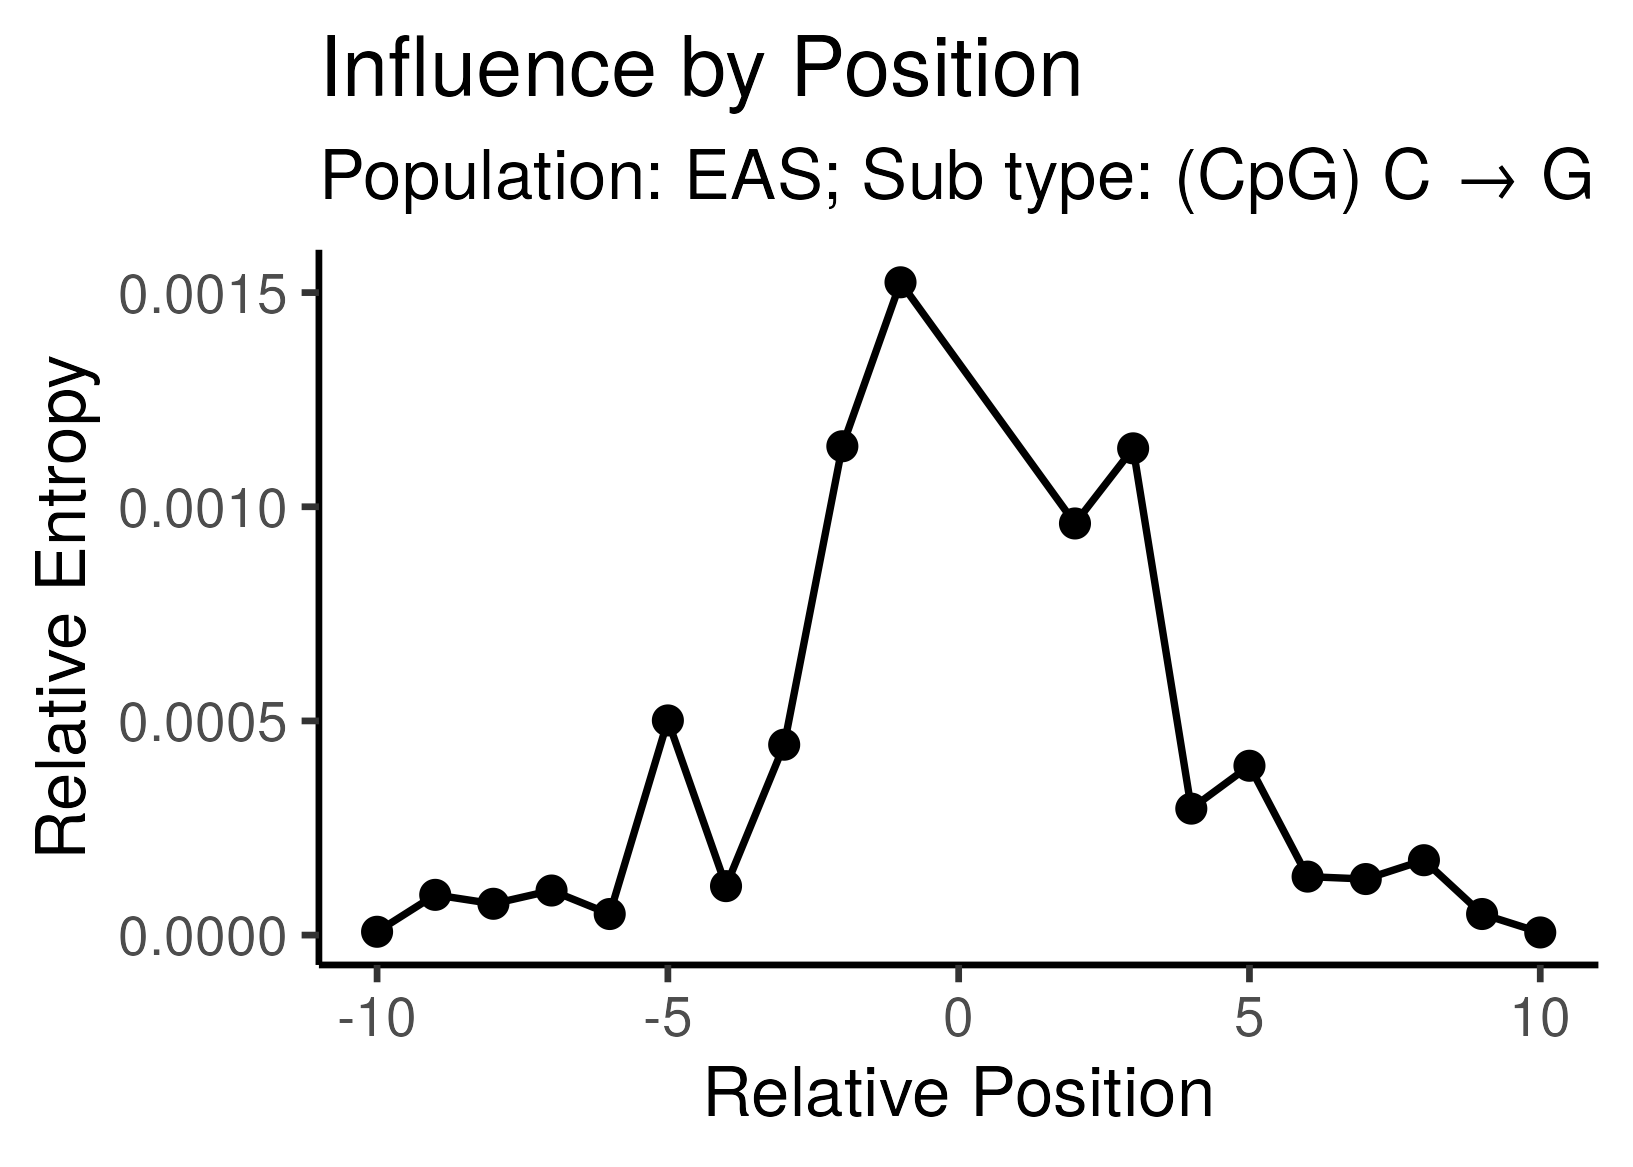 Influence by Position
Population: EAS; Sub type: (CpG) C → G
0.0015
0.0010
0.0005
0.0000
Relative Entropy
-10 -5 0 5 10
Relative Position